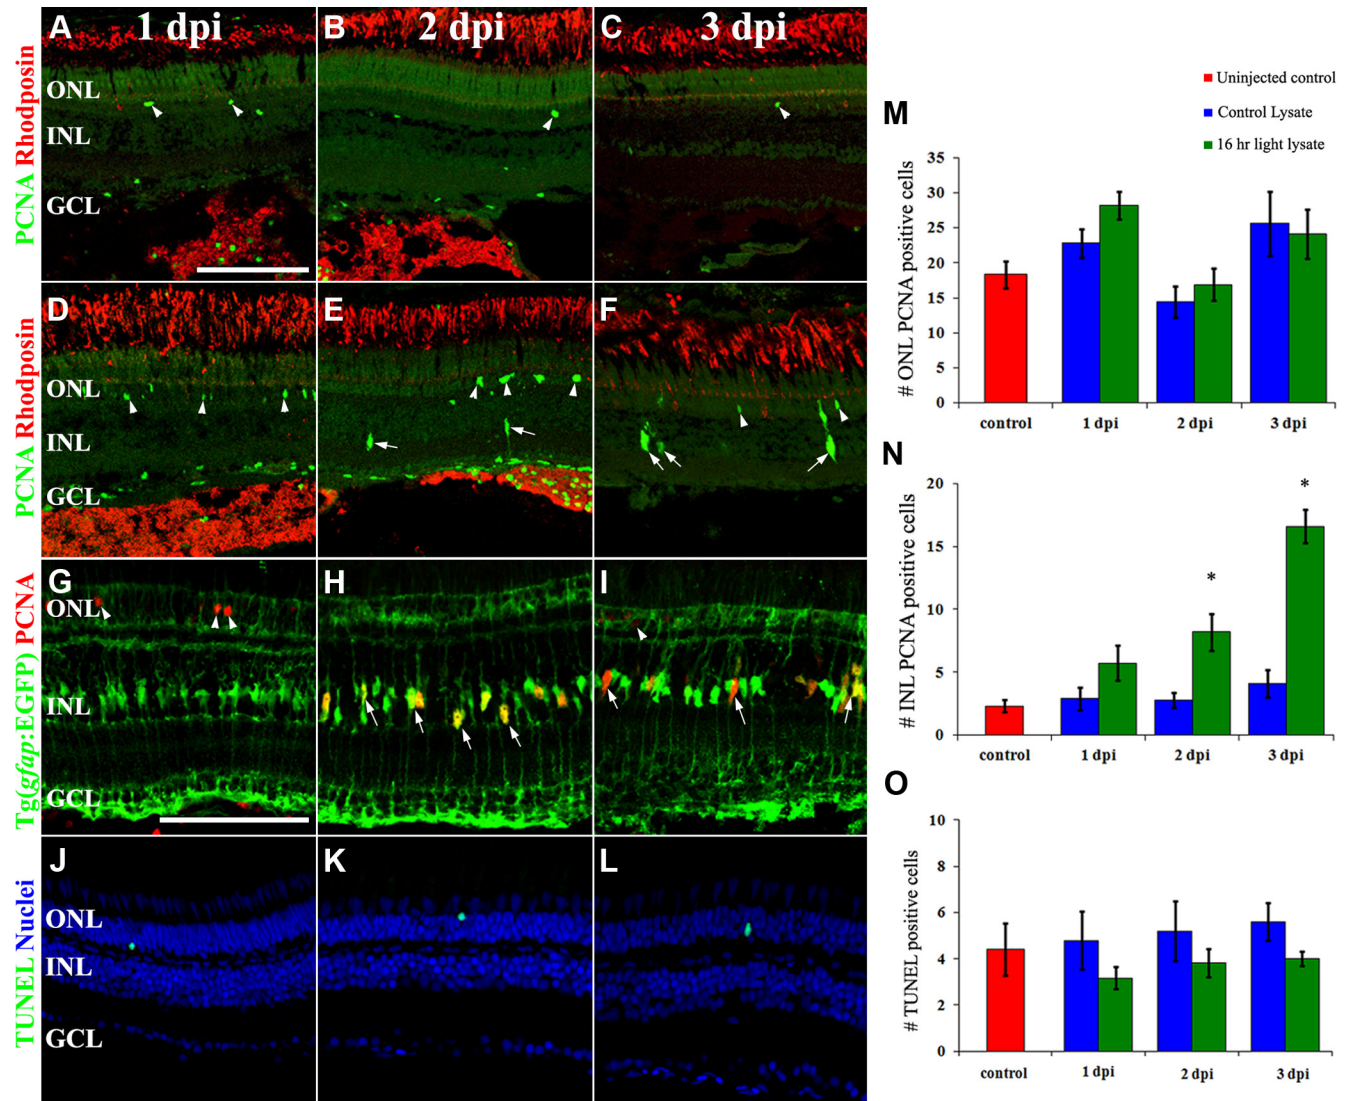 A 1 dpi
B 2 dpi
C 3 dpi
PCNA Rhodposin
ONL
INL
GCL
D
E
F
PCNA Rhodposin
ONL
INL
GCL
G
H
I
Tg(gfap:EGFP) PCNA
ONL
INL
GCL
J
K
L
TUNEL Nuclei
ONL
INL
GCL
Uninjected control
Control Lysate
16 hr light lysate
M
# ONL PCNA positive cells
35
30
25
20
15
10
5
0
control 1 dpi 2 dpi 3 dpi
N
# INL PCNA positive cells
20
15
10
5
0
* *
control 1 dpi 2 dpi 3 dpi
O
# TUNEL positive cells
10
8
6
4
2
0
control 1 dpi 2 dpi 3 dpi